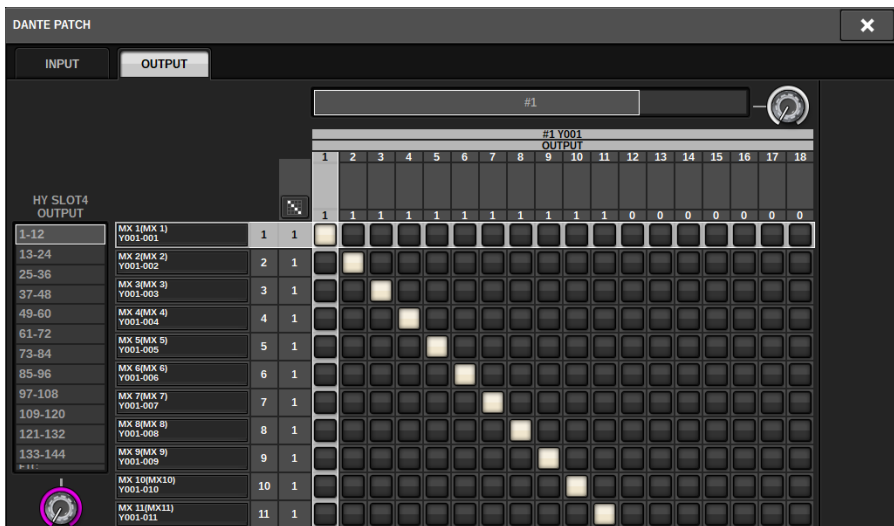 DANTE PATCH
INPUT OUTPUT
#1
#1 Y001
OUTPUT
1 2 3 4 5 6 7 8 9 10 11 12 13 14 15 16 17 18
1 1 1 1 1 1 1 1 1 1 1 0 0 0 0 0 0 0
HY SLOT4
OUTPUT
1-12
13-24
25-36
37-48
49-60
61-72
73-84
85-96
97-108
109-120
121-132
133-144
MX 1(MX 1)
Y001-001
1 1
MX 2(MX 2)
Y001-002
2 1
MX 3(MX 3)
Y001-003
3 1
MX 4(MX 4)
Y001-004
4 1
MX 5(MX 5)
Y001-005
5 1
MX 6(MX 6)
Y001-006
6 1
MX 7(MX 7)
Y001-007
7 1
MX 8(MX 8)
Y001-008
8 1
MX 9(MX 9)
Y001-009
9 1
MX 10(MX10)
Y001-010
10 1
MX 11(MX11)
Y001-011
11 1